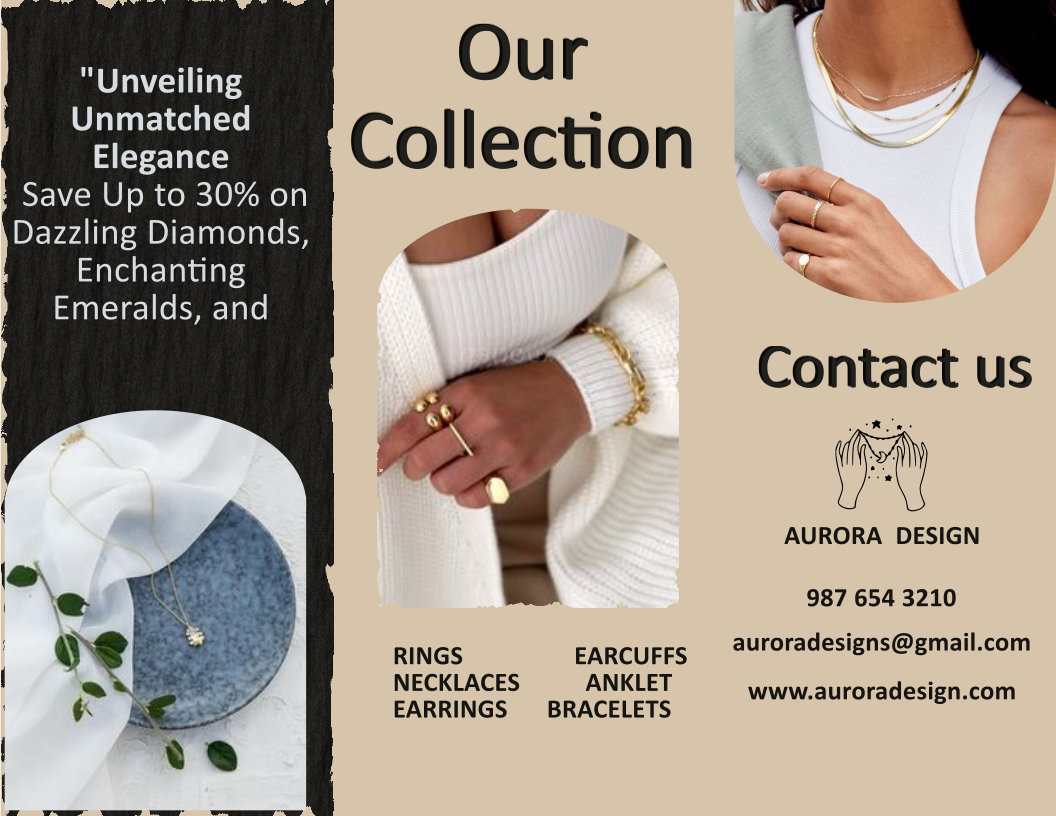 "Unveiling
Unmatched
Elegance
Save Up to 30% on
Dazzling Diamonds,
Enchanting
Emeralds, and
Our
Collection
RINGS
NECKLACES
EARRINGS
EARCUFFS
ANKLET
BRACELETS
Contact us
AURORA DESIGN
987 654 3210
auroradesigns@gmail.com
www.auroradesign.com